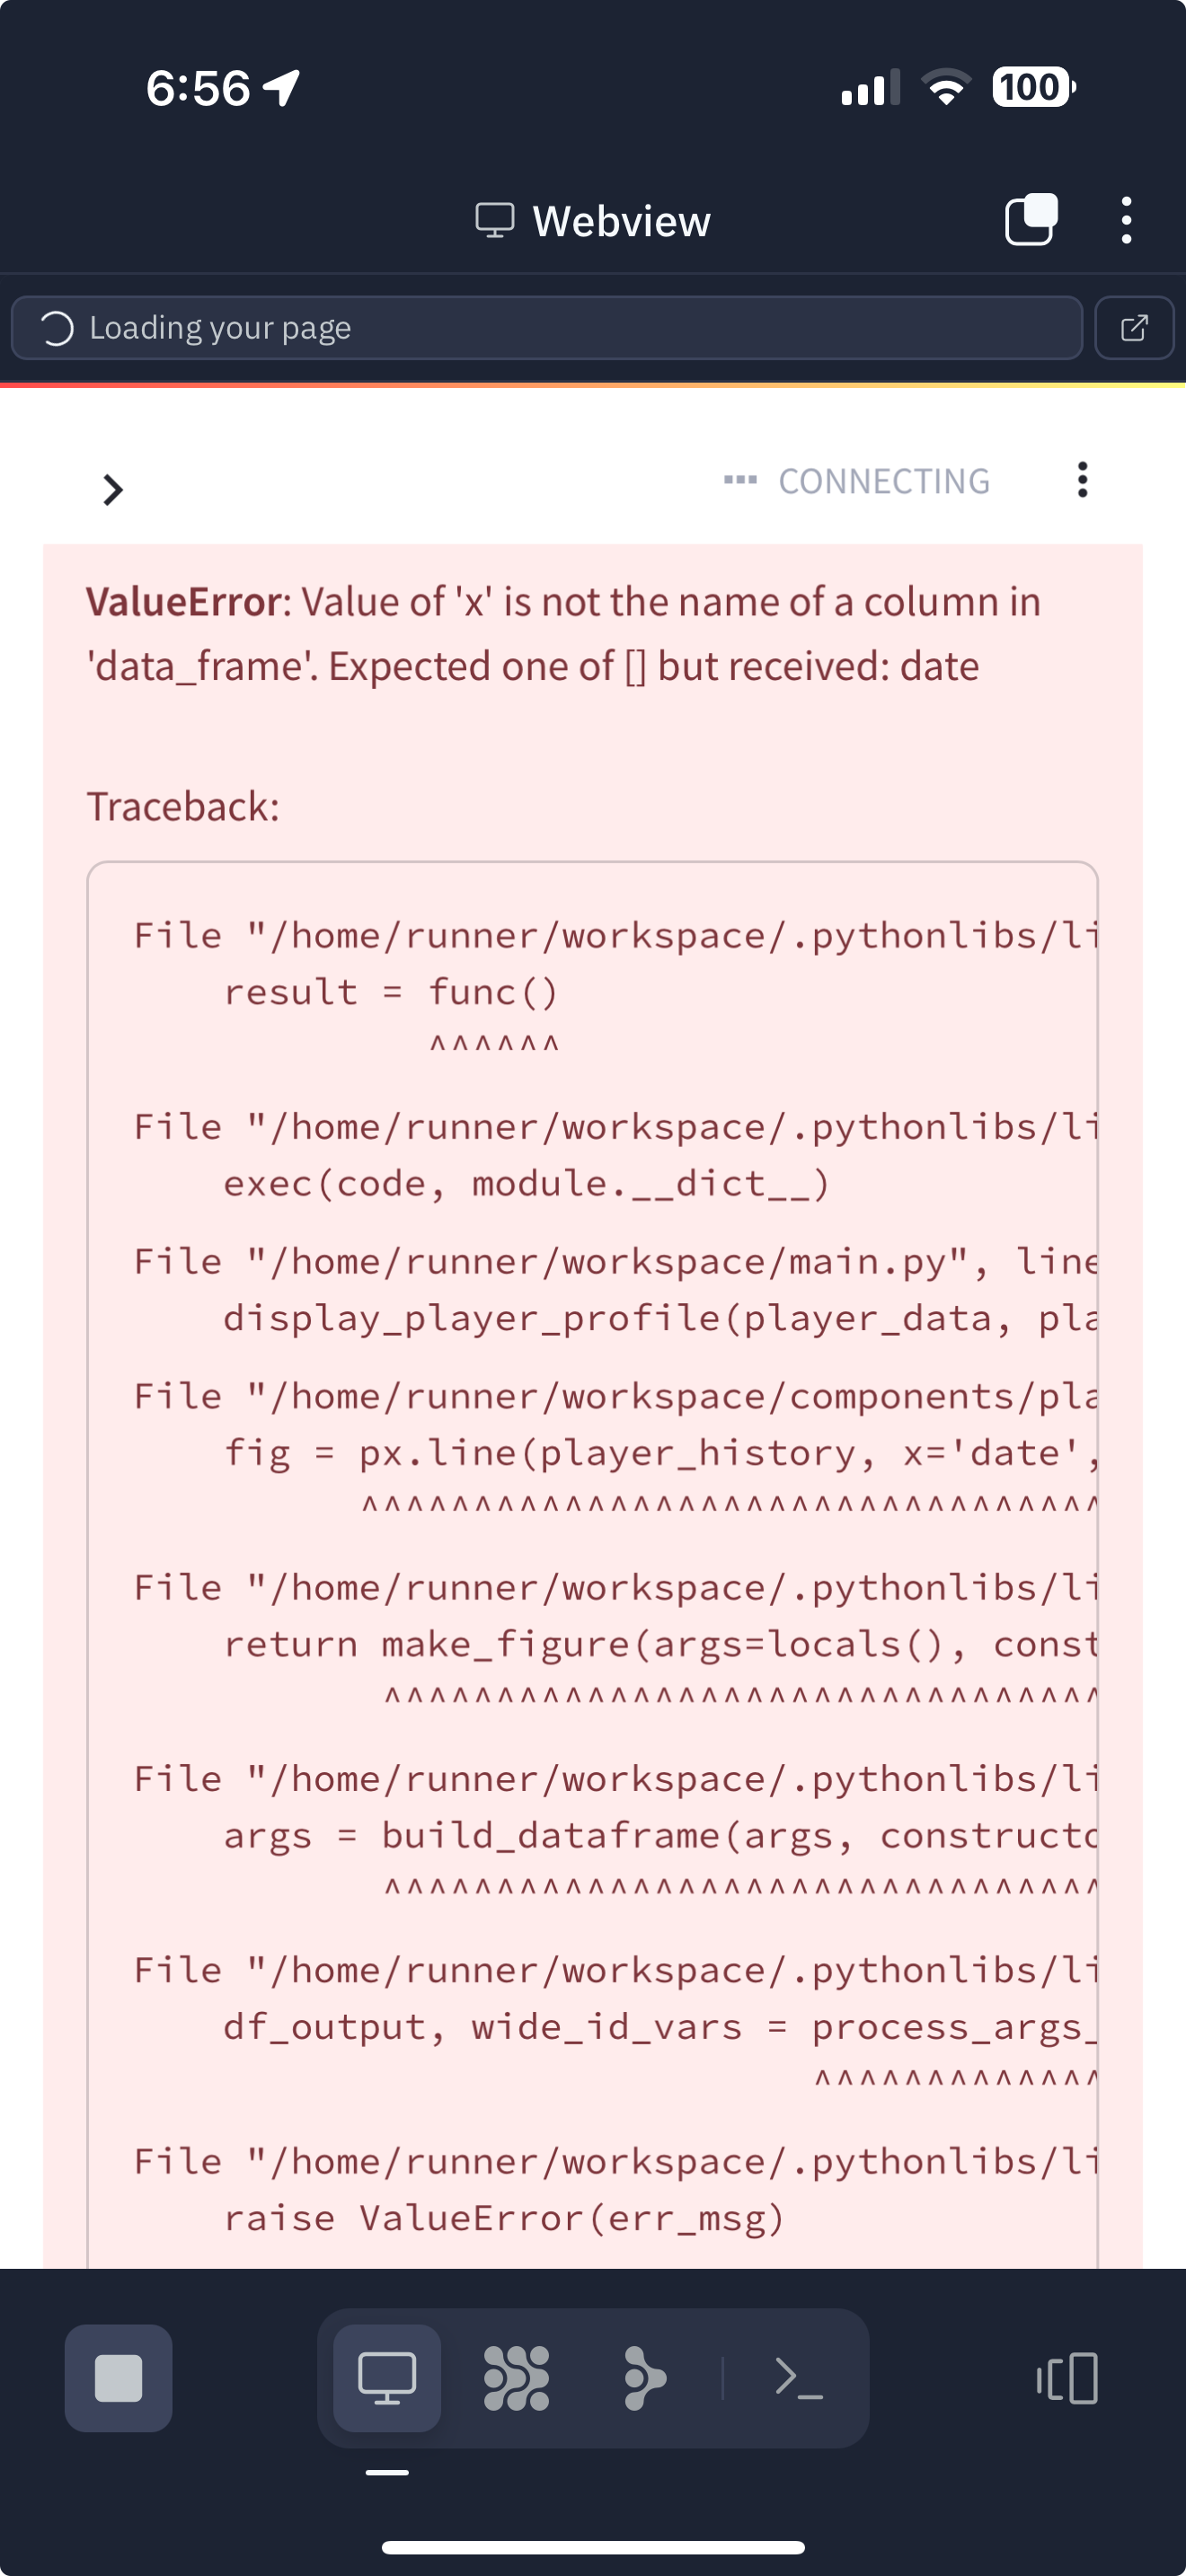 6:56
100
Webview
Loading your page
CONNECTING
ValueError: Value of 'x' is not the name of a column in
'data_frame'. Expected one of [] but received: date
Traceback:
File "/home/runner/workspace/.pythonlibs/li
result = func()
^^^^^^
File "/home/runner/workspace/.pythonlibs/li
exec(code, module.__dict__)
File "/home/runner/workspace/main.py", line
display_player_profile(player_data, pla
File "/home/runner/workspace/components/pla
fig = px.line(player_history, x='date',
^^^^^^^^^^^^^^^^^^^^^^^^^^^^^^^^^
File "/home/runner/workspace/.pythonlibs/li
return make_figure(args=locals(), const
^^^^^^^^^^^^^^^^^^^^^^^^^^^^^^^^
File "/home/runner/workspace/.pythonlibs/li
args = build_dataframe(args, constructo
^^^^^^^^^^^^^^^^^^^^^^^^^^^^^^^^
File "/home/runner/workspace/.pythonlibs/li
df_output, wide_id_vars = process_args_
^^^^^^^^^^^^^
File "/home/runner/workspace/.pythonlibs/li
raise ValueError(err_msg)